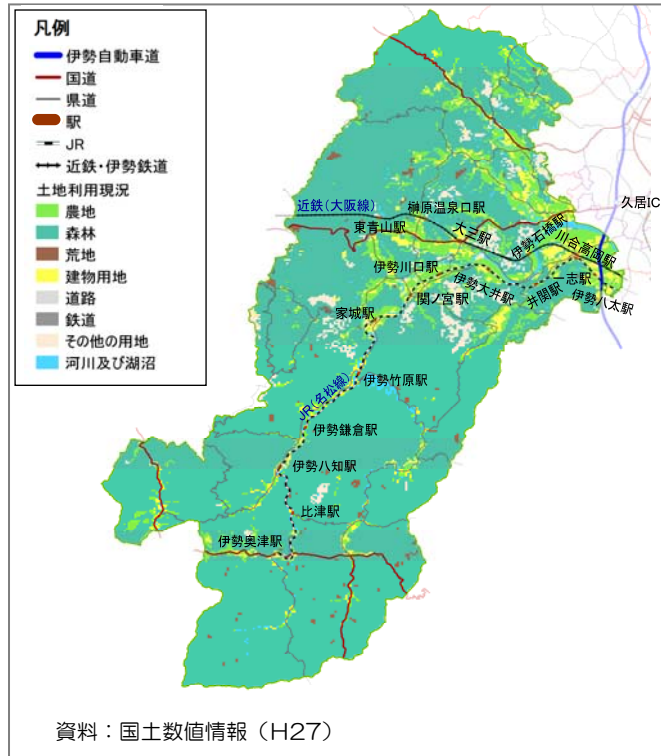 凡例
伊勢自動車道
国道
県道
駅
JR
近鉄・伊勢鉄道
土地利用現況
農地
森林
荒地
建物用地
道路
鉄道
その他の用地
河川及び湖沼
久居IC
近鉄(大阪線)
榊原温泉口駅
東青山駅
大三駅
伊勢石橋駅
川合高岡駅
伊勢川口駅
関ノ宮駅
伊勢大井駅
井関駅
一志駅
伊勢八太駅
家城駅
JR(名松線)
伊勢竹原駅
伊勢鎌倉駅
伊勢八知駅
比津駅
伊勢奥津駅
資料:国土数値情報(H27)